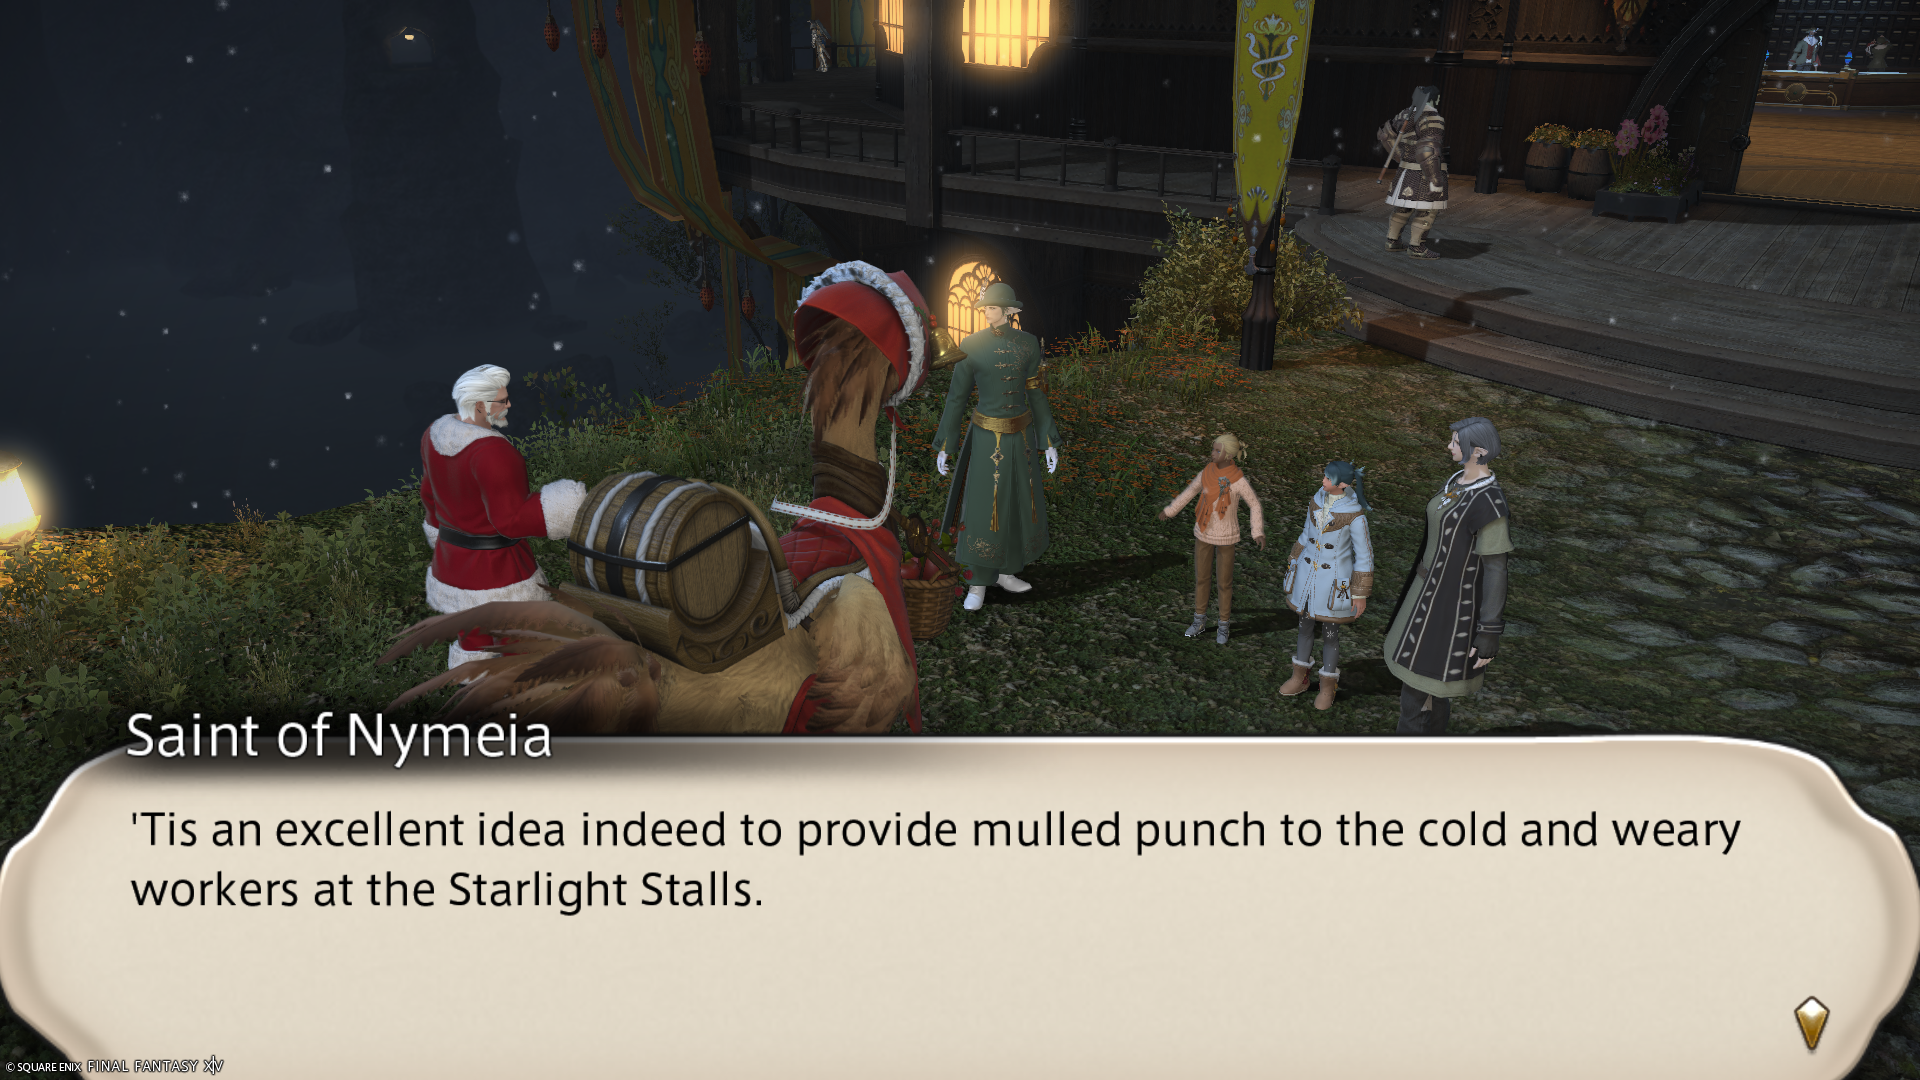 Saint of Nymeia
'Tis an excellent idea indeed to provide mulled punch to the cold and weary
workers at the Starlight Stalls.
© SQUARE ENIX FINAL FANTASY XIV